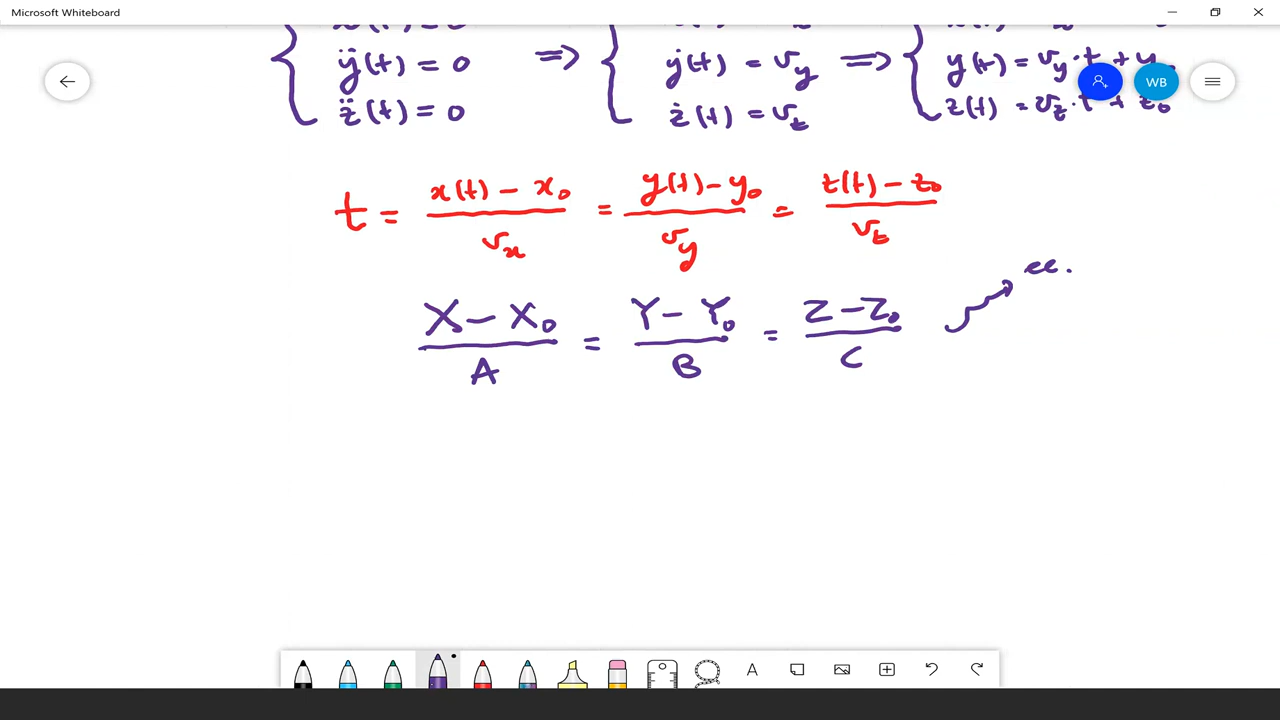 Microsoft Whiteboard
ÿ(t) = 0 ⟹ ẏ(t) = v_y ⟹ y(t) = v_y · t + y₀
z̈(t) = 0 ż(t) = v_z z(t) = v_z · t + z₀
WB
t = (x(t) − x₀)/v_x = (y(t) − y₀)/v_y = (z(t) − z₀)/v_z
ec.
(X − X₀)/A = (Y − Y₀)/B = (Z − Z₀)/C
A